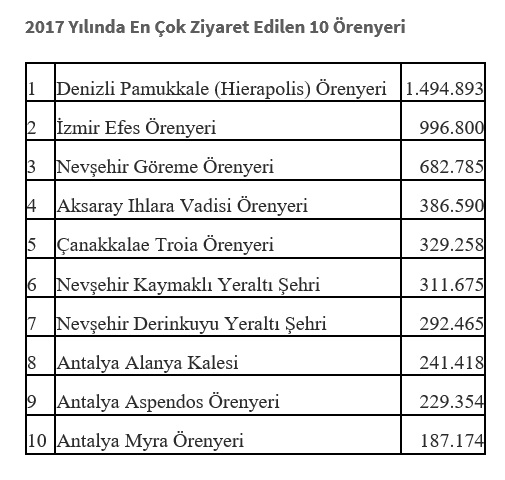 2017 Yılında En Çok Ziyaret Edilen 10 Örenyeri
1 Denizli Pamukkale (Hierapolis) Örenyeri 1.494.893
2 İzmir Efes Örenyeri 996.800
3 Nevşehir Göreme Örenyeri 682.785
4 Aksaray Ihlara Vadisi Örenyeri 386.590
5 Çanakkalae Troia Örenyeri 329.258
6 Nevşehir Kaymaklı Yeraltı Şehri 311.675
7 Nevşehir Derinkuyu Yeraltı Şehri 292.465
8 Antalya Alanya Kalesi 241.418
9 Antalya Aspendos Örenyeri 229.354
10 Antalya Myra Örenyeri 187.174